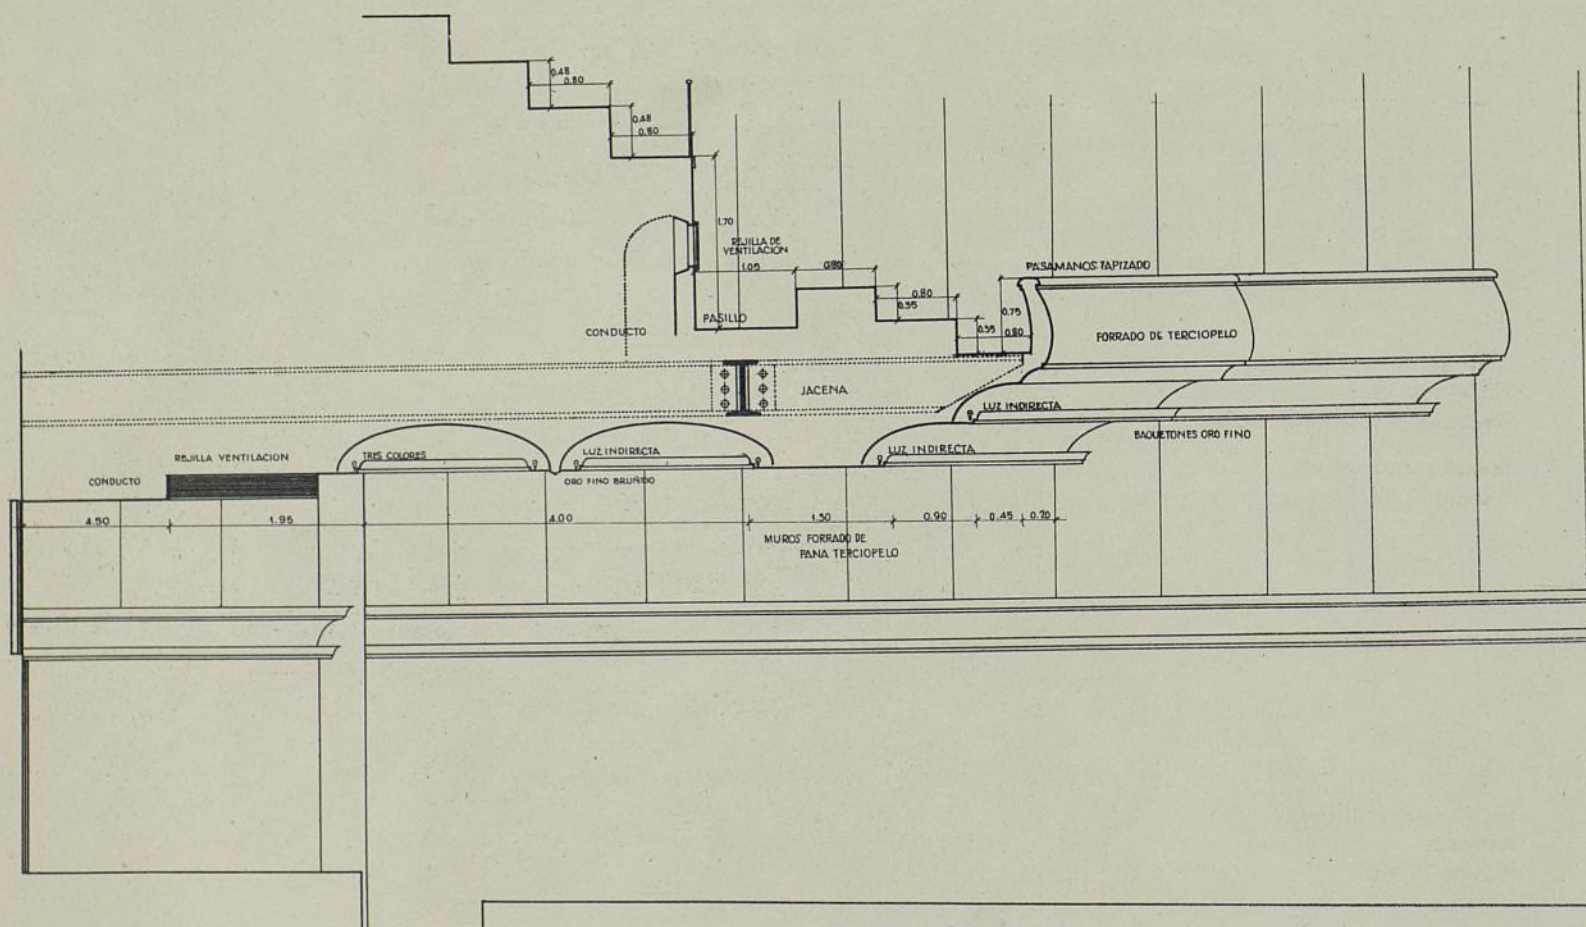 0.48
0.80
0.48
0.80
1.70
REJILLA DE
VENTILACION
1.05
0.80
PASAMOS TAPIZADO
0.80
0.55
0.75
PASILLO
CONDUCTO
0.55
0.80
FORRADO DE TERCIOPELO
JACENA
LUZ INDIRECTA
BAQUETONES ORO FINO
REJILLA VENTILACION
TRES COLORES
LUZ INDIRECTA
LUZ INDIRECTA
CONDUCTO
ORO FINO BRUÑIDO
4.50
1.95
4.00
1.50
0.90
0.45
0.20
MUROS FORRADO DE
PANA TERCIOPELO